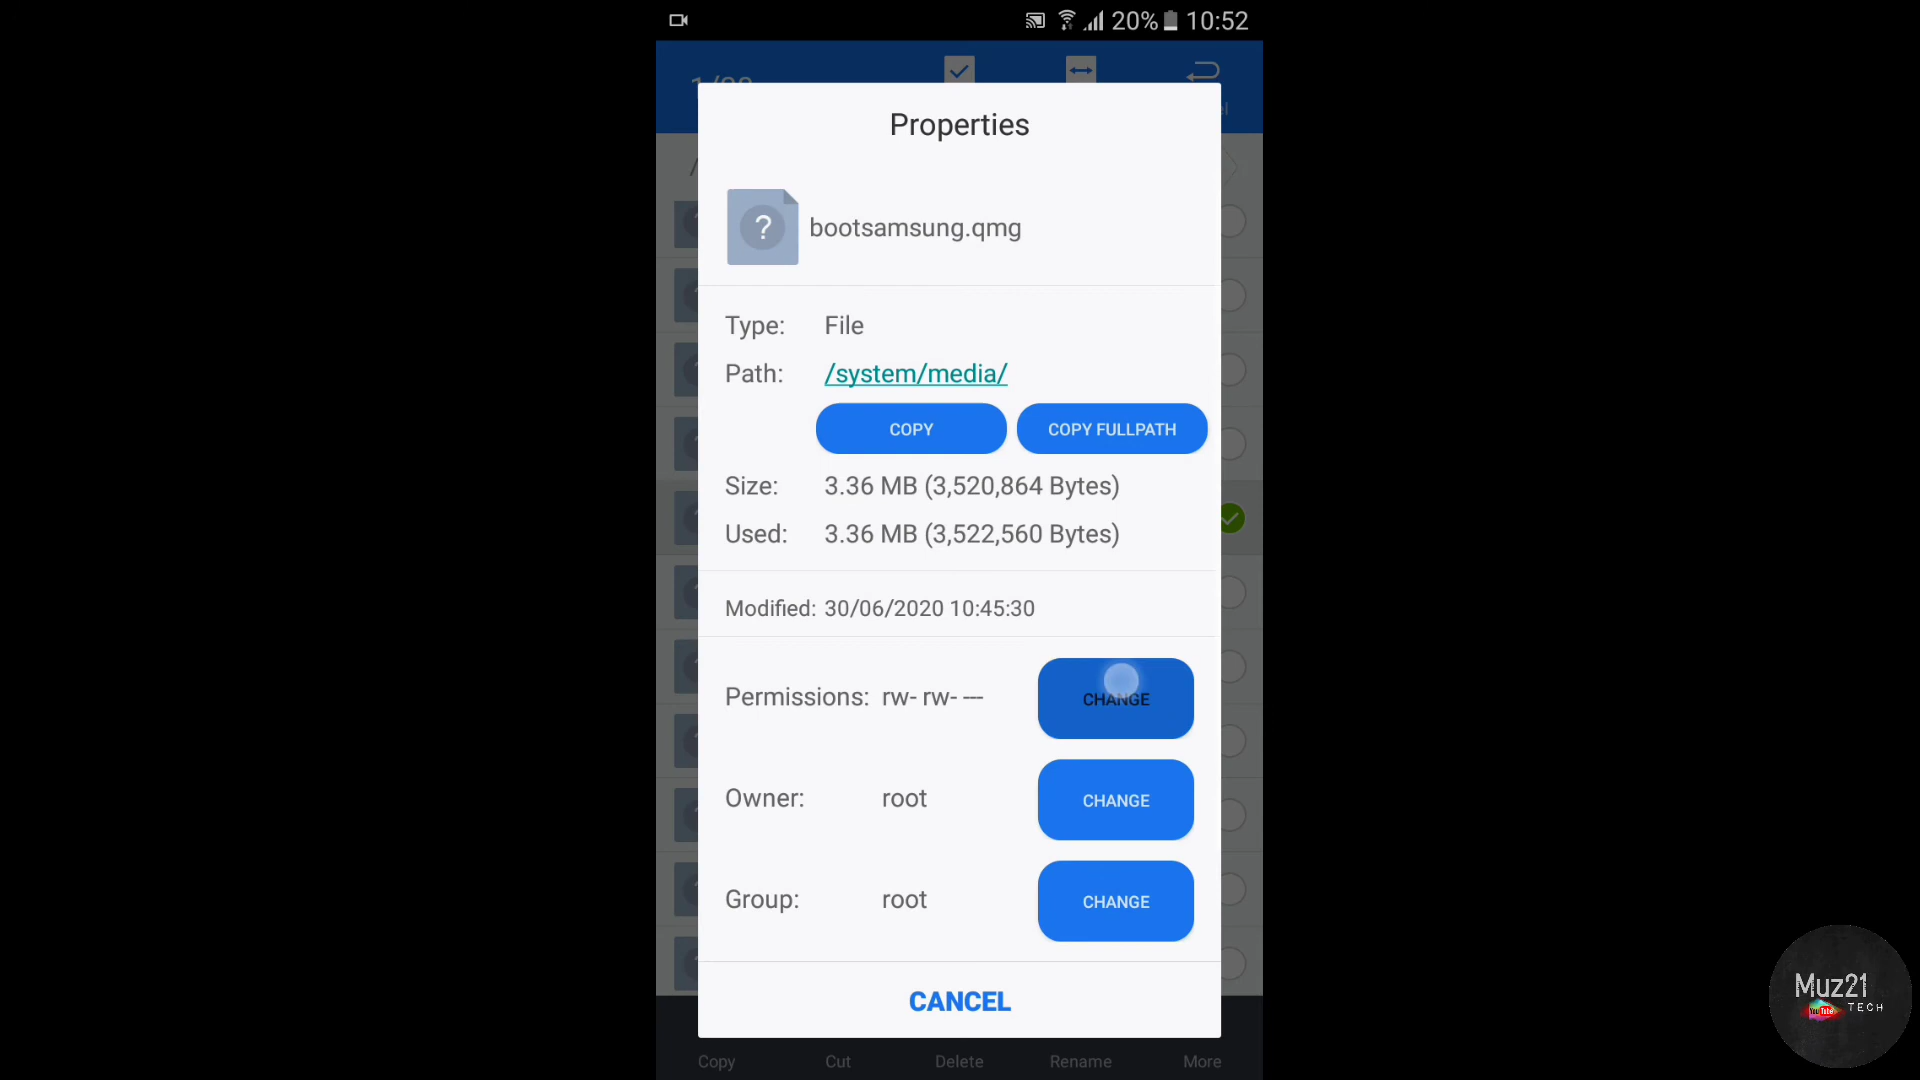 20% 10:52
Properties
?
bootsamsung.qmg
Type: File
Path: /system/media/
COPY COPY FULLPATH
Size: 3.36 MB (3,520,864 Bytes)
Used: 3.36 MB (3,522,560 Bytes)
Modified: 30/06/2020 10:45:30
Permissions: rw- rw- --- CHANGE
Owner: root CHANGE
Group: root CHANGE
CANCEL
Copy Cut Delete Rename More
Muz21
YouTube TECH